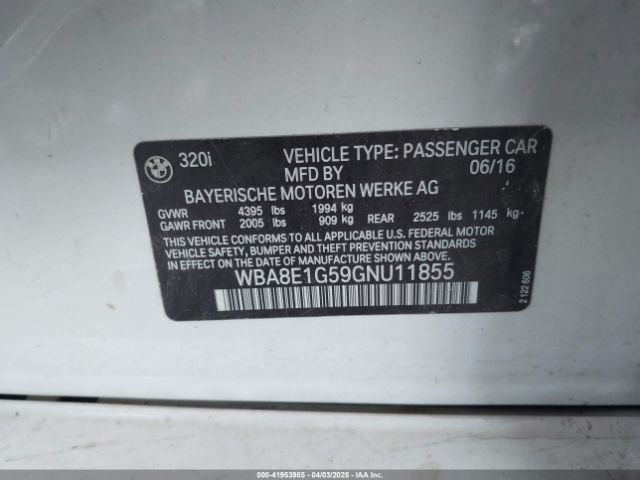 BMW
320i VEHICLE TYPE: PASSENGER CAR
MFD BY 06/16
BAYERISCHE MOTOREN WERKE AG
GVWR 4395 lbs 1994 kg
GAWR FRONT 2005 lbs 909 kg REAR 2525 lbs 1145 kg
THIS VEHICLE CONFORMS TO ALL APPLICABLE U.S. FEDERAL MOTOR
VEHICLE SAFETY, BUMPER, AND THEFT PREVENTION STANDARDS
IN EFFECT ON THE DATE OF MANUFACTURE SHOWN ABOVE.
WBA8E1G59GNU11855
2 122 606
000-41953985 - 04/03/2025 - IAAI.COM